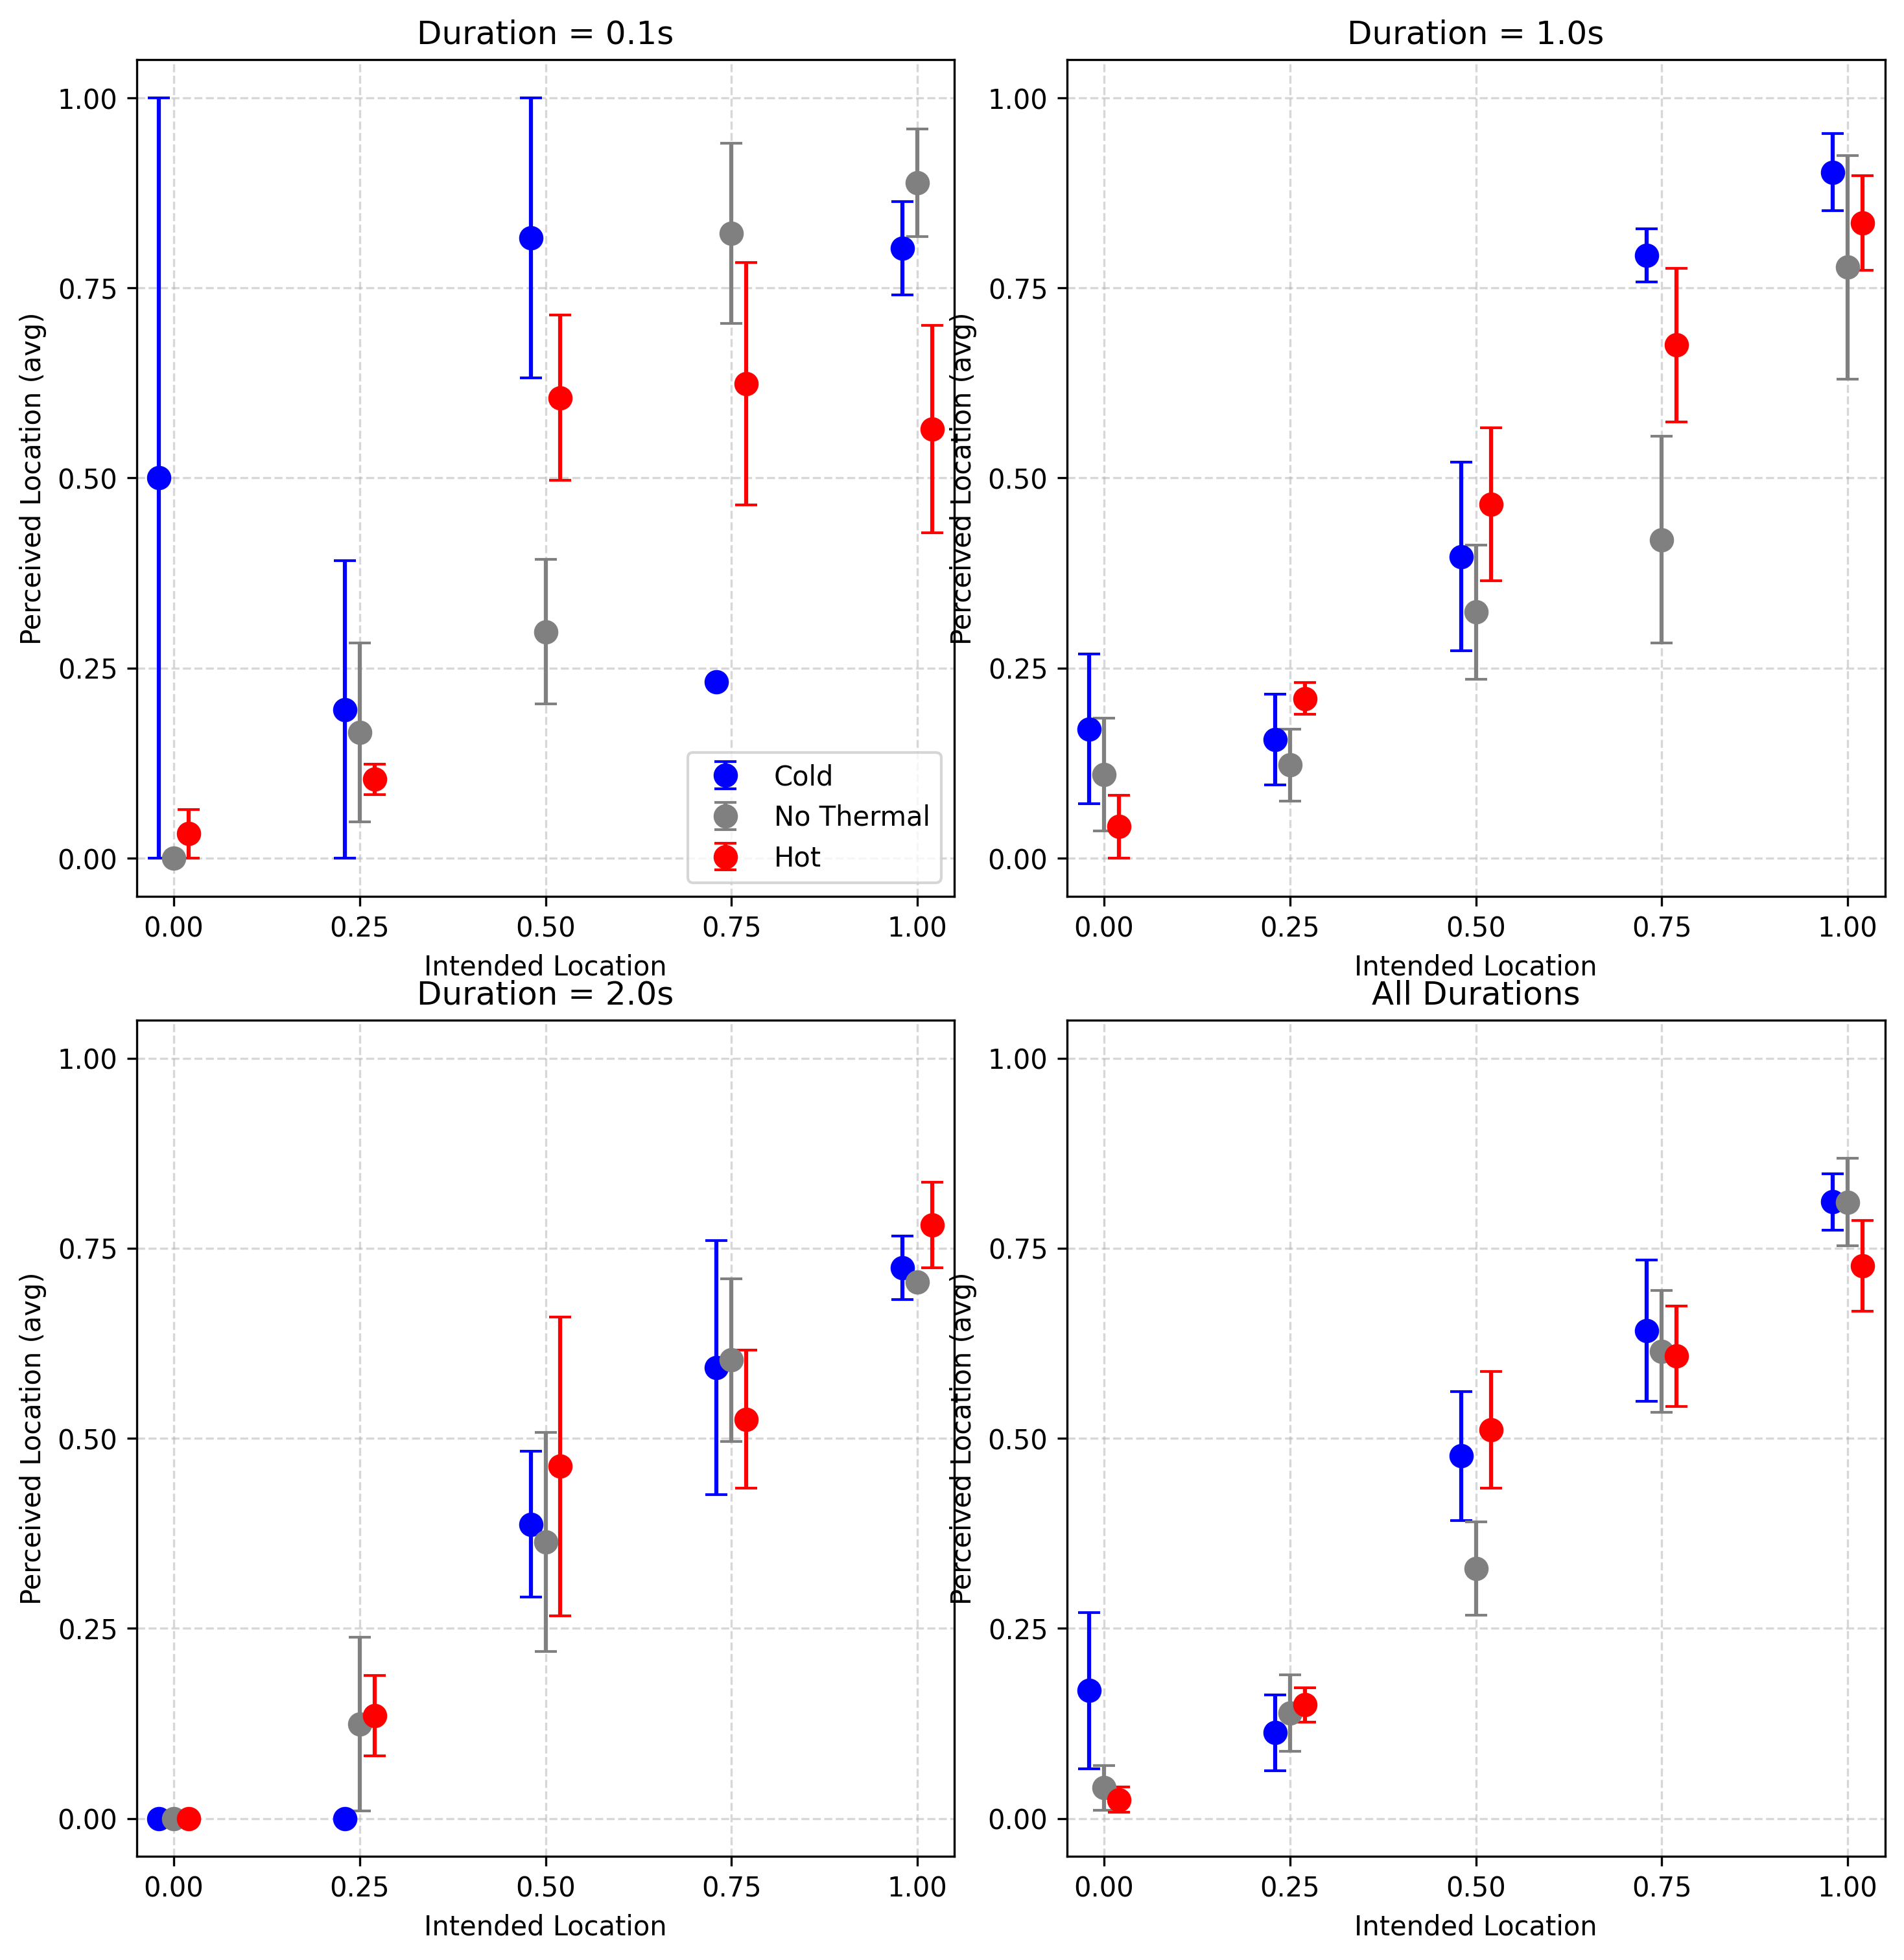 Duration = 0.1s
Perceived Location (avg)
1.00
0.75
0.50
0.25
0.00
Cold
No Thermal
Hot
0.00 0.25 0.50 0.75 1.00
Intended Location
Duration = 1.0s
Perceived Location (avg)
1.00
0.75
0.50
0.25
0.00
0.00 0.25 0.50 0.75 1.00
Intended Location
Duration = 2.0s
Perceived Location (avg)
1.00
0.75
0.50
0.25
0.00
0.00 0.25 0.50 0.75 1.00
Intended Location
All Durations
Perceived Location (avg)
1.00
0.75
0.50
0.25
0.00
0.00 0.25 0.50 0.75 1.00
Intended Location